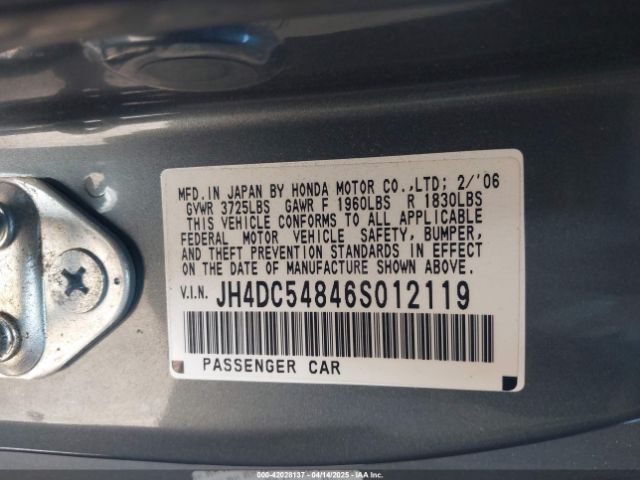 MFD. IN JAPAN BY HONDA MOTOR CO.,LTD; 2/'06
GVWR 3725LBS GAWR F 1960LBS R 1830LBS
THIS VEHICLE CONFORMS TO ALL APPLICABLE
FEDERAL MOTOR VEHICLE SAFETY, BUMPER,
AND THEFT PREVENTION STANDARDS IN EFFECT
ON THE DATE OF MANUFACTURE SHOWN ABOVE.
V.I.N. JH4DC54846S012119
PASSENGER CAR
000-42028137 - 04/14/2025 - IAA Inc.